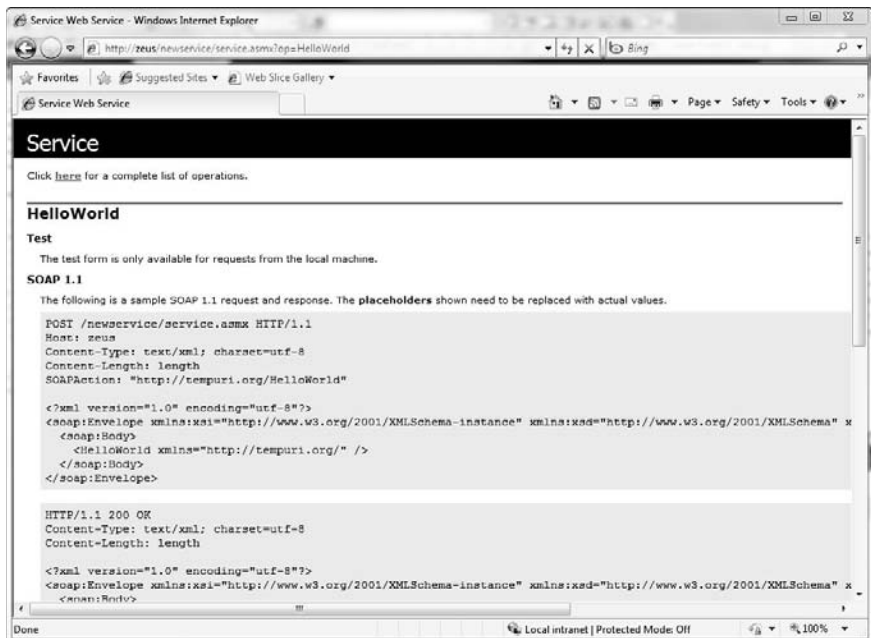 Service Web Service - Windows Internet Explorer
http://zeus/newservice/service.asmx?op=HelloWorld
Bing
Favorites Suggested Sites Web Slice Gallery
Service Web Service Page Safety Tools
Service
Click here for a complete list of operations.
HelloWorld
Test
The test form is only available for requests from the local machine.
SOAP 1.1
The following is a sample SOAP 1.1 request and response. The placeholders shown need to be replaced with actual values.
POST /newservice/service.asmx HTTP/1.1
Host: zeus
Content-Type: text/xml; charset=utf-8
Content-Length: length
SOAPAction: "http://tempuri.org/HelloWorld"
<?xml version="1.0" encoding="utf-8"?>
<soap:Envelope xmlns:xsi="http://www.w3.org/2001/XMLSchema-instance" xmlns:xsd="http://www.w3.org/2001/XMLSchema" x
<soap:Body>
<HelloWorld xmlns="http://tempuri.org/" />
</soap:Body>
</soap:Envelope>
HTTP/1.1 200 OK
Content-Type: text/xml; charset=utf-8
Content-Length: length
<?xml version="1.0" encoding="utf-8"?>
<soap:Envelope xmlns:xsi="http://www.w3.org/2001/XMLSchema-instance" xmlns:xsd="http://www.w3.org/2001/XMLSchema" x
<soap:Body>
Done Local intranet | Protected Mode: Off 100%